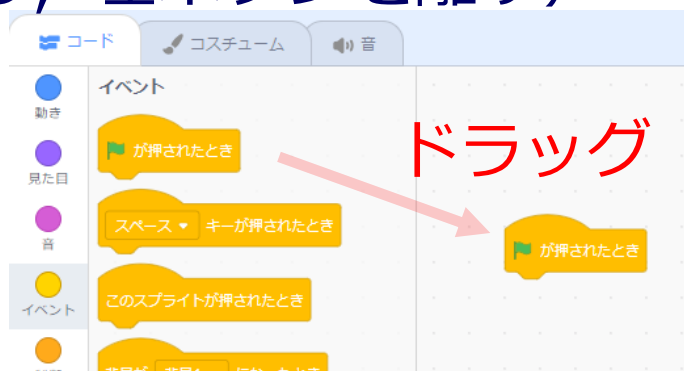 コード
コスチューム
音
イベント
動き
見た目
音
イベント
が押されたとき
スペース
キーが押されたとき
このスプライトが押されたとき
ドラッグ
が押されたとき